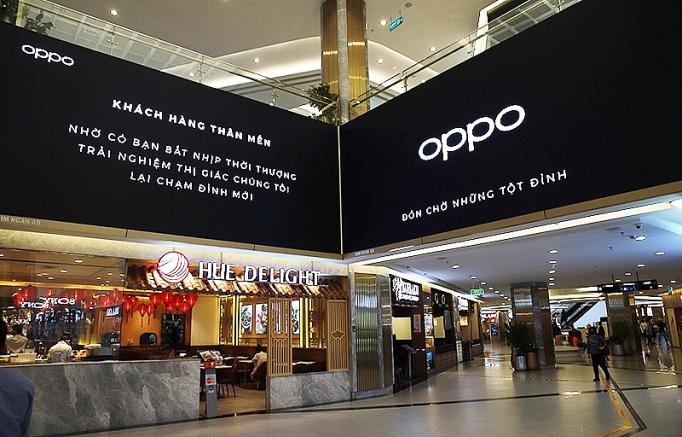 oppo
KHÁCH HÀNG THÂN MẾN
NHỜ CÓ BẠN BẮT NHỊP THỜI THƯỢNG
TRẢI NGHIỆM THỊ GIÁC CHÚNG TÔI
LẠI CHẠM ĐỈNH MỚI
oppo
ĐÓN CHỜ NHỮNG TỘT ĐỈNH
HUE DELIGHT